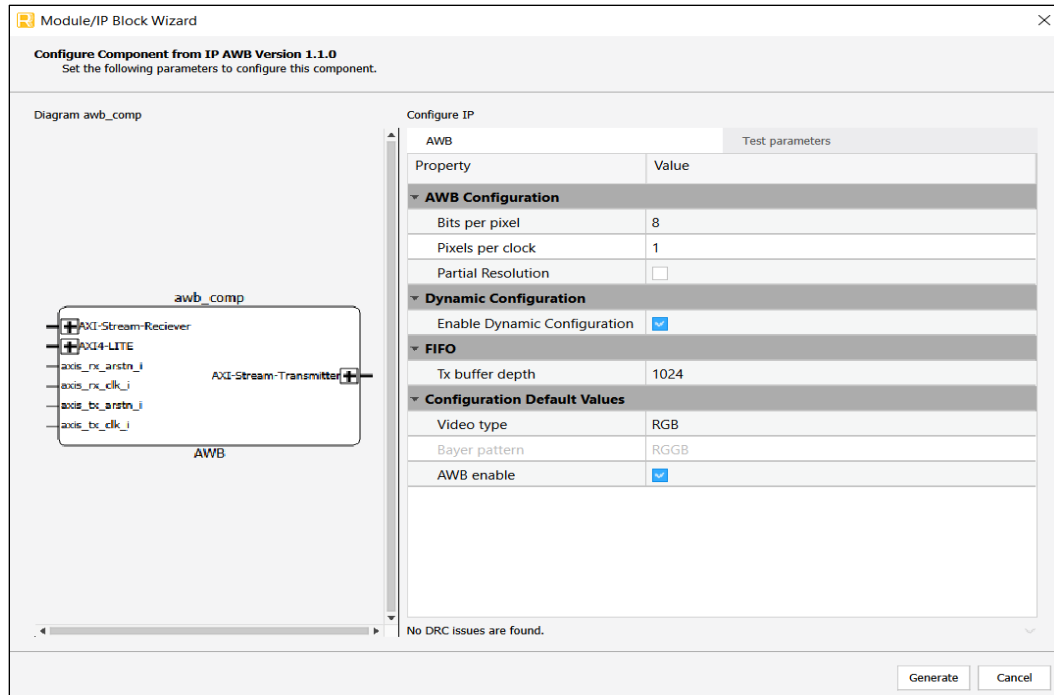 Module/IP Block Wizard
Configure Component from IP AWB Version 1.1.0
Set the following parameters to configure this component.
Diagram awb_comp
awb_comp
AXI-Stream-Reciever
AXI4-LITE
axis_rx_arstn_i
axis_rx_clk_i
axis_tx_arstn_i
axis_tx_clk_i
AXI-Stream-Transmitter
AWB
Configure IP
AWB Test parameters
Property Value
AWB Configuration
Bits per pixel 8
Pixels per clock 1
Partial Resolution
Dynamic Configuration
Enable Dynamic Configuration
FIFO
Tx buffer depth 1024
Configuration Default Values
Video type RGB
Bayer pattern RGGB
AWB enable
No DRC issues are found.
Generate Cancel